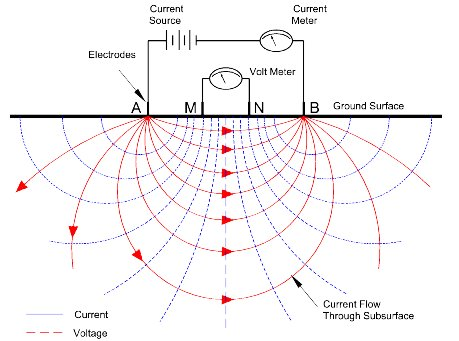 Current
Source
Current
Meter
Electrodes
Volt Meter
A
M
N
B
Ground Surface
Current Flow
Through Subsurface
Current
Voltage